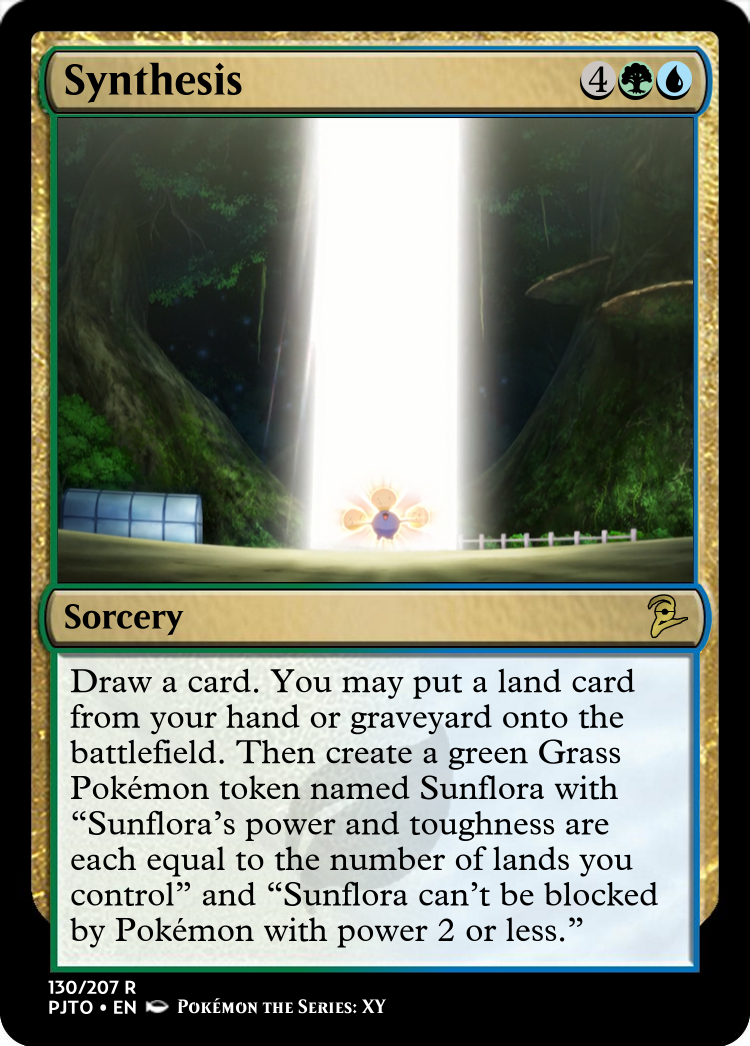 Synthesis
4
Sorcery
Draw a card. You may put a land card
from your hand or graveyard onto the
battlefield. Then create a green Grass
Pokémon token named Sunflora with
“Sunflora’s power and toughness are
each equal to the number of lands you
control” and “Sunflora can’t be blocked
by Pokémon with power 2 or less.”
130/207 R
PJTO • EN Pokémon the Series: XY